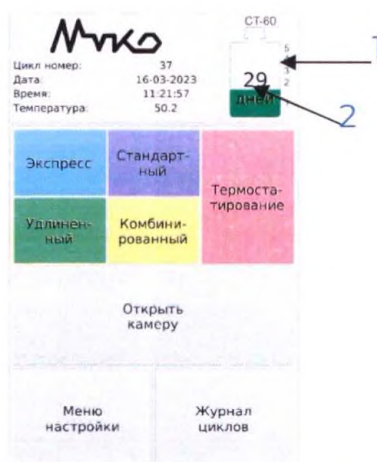 Мико
СТ-60
Цикл номер: 37
Дата: 16-03-2023
Время: 11:21:57
Температура: 50.2
5
3
2
29
дней
1
2
Экспресс
Стандарт-
ный
Термоста-
тирование
Удлинен-
ный
Комбини-
рованный
Открыть
камеру
Меню
настройки
Журнал
циклов